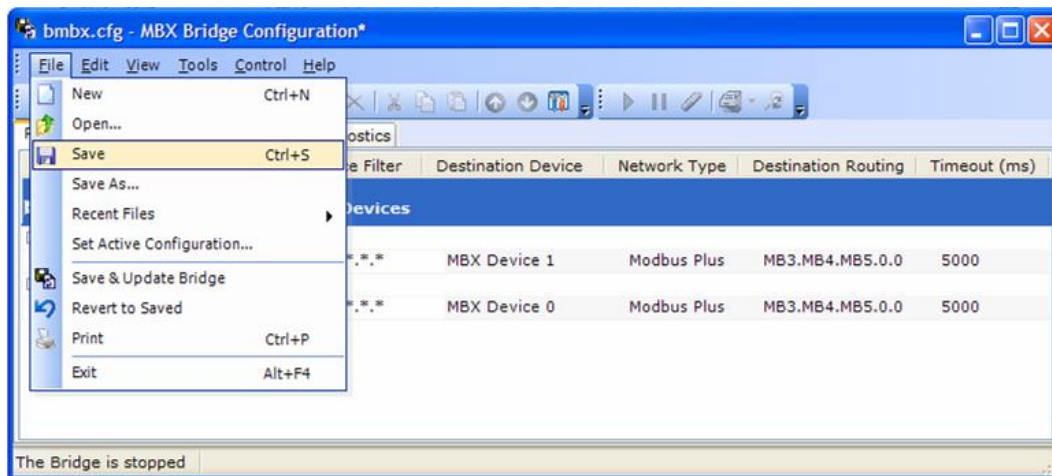 bmbx.cfg - MBX Bridge Configuration*
File Edit View Tools Control Help
New Ctrl+N
Open...
ostics
Save Ctrl+S
Filter Destination Device Network Type Destination Routing Timeout (ms)
Save As...
Recent Files
Devices
Set Active Configuration...
*.*.* MBX Device 1 Modbus Plus MB3.MB4.MB5.0.0 5000
Save & Update Bridge
Revert to Saved
*.*.* MBX Device 0 Modbus Plus MB3.MB4.MB5.0.0 5000
Print Ctrl+P
Exit Alt+F4
The Bridge is stopped